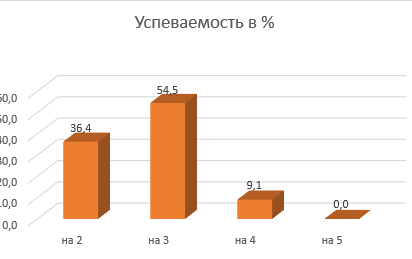 Успеваемость в %
54,5
36,4
9,1
0,0
0,0
на 2
на 3
на 4
на 5